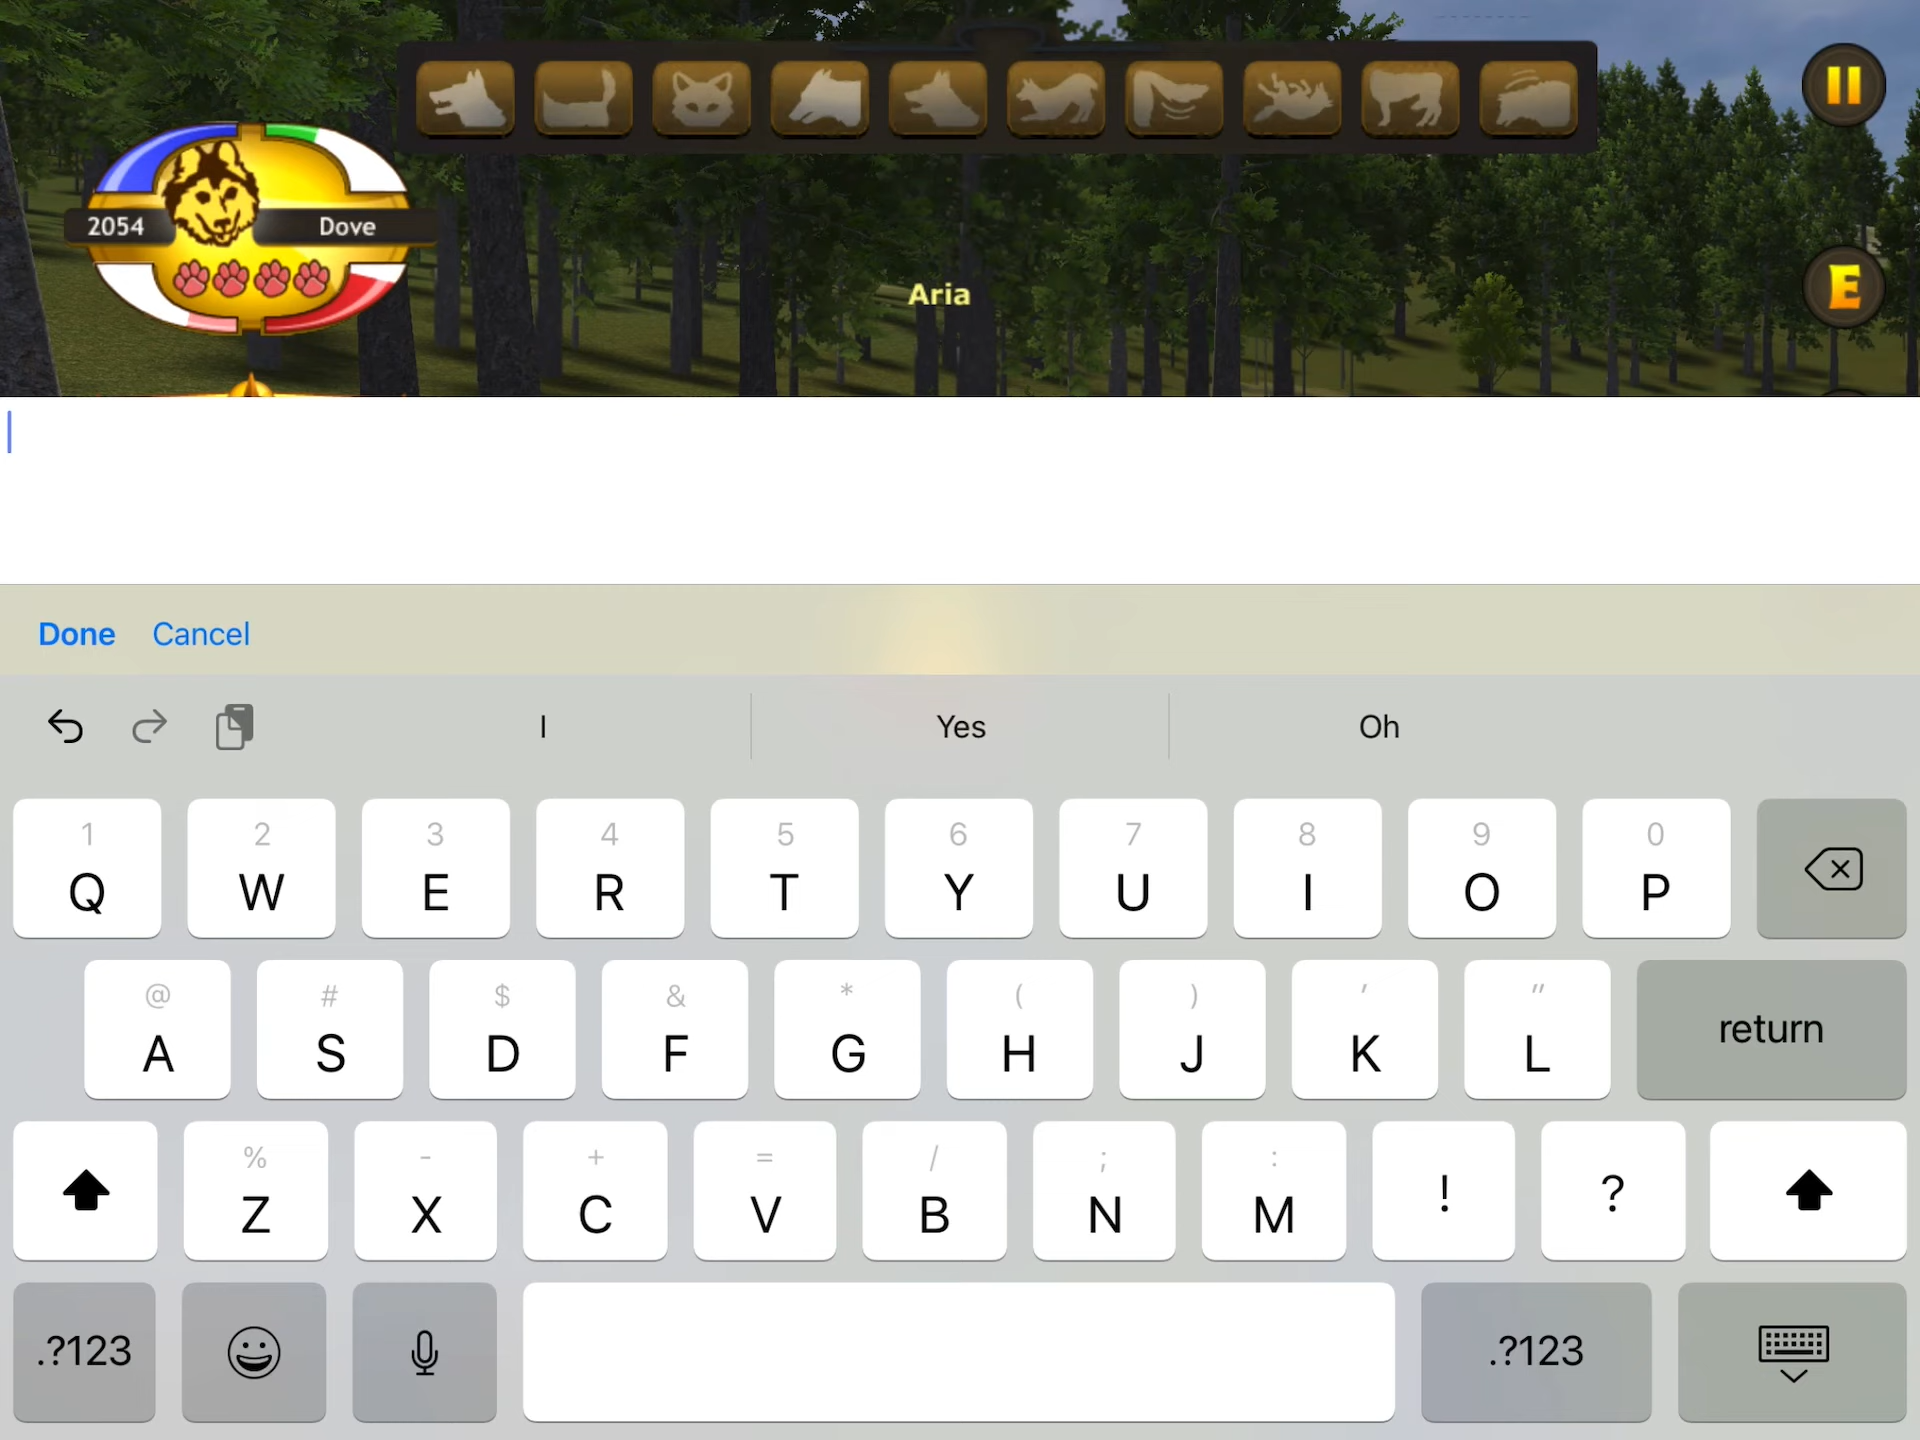 2054 Dove
E
Aria
Done Cancel
I Yes Oh
1 2 3 4 5 6 7 8 9 0
Q W E R T Y U I O P
@ # $ & * ( ) ' "
A S D F G H J K L return
% - + = / ; :
Z X C V B N M ! ?
.?123 .?123